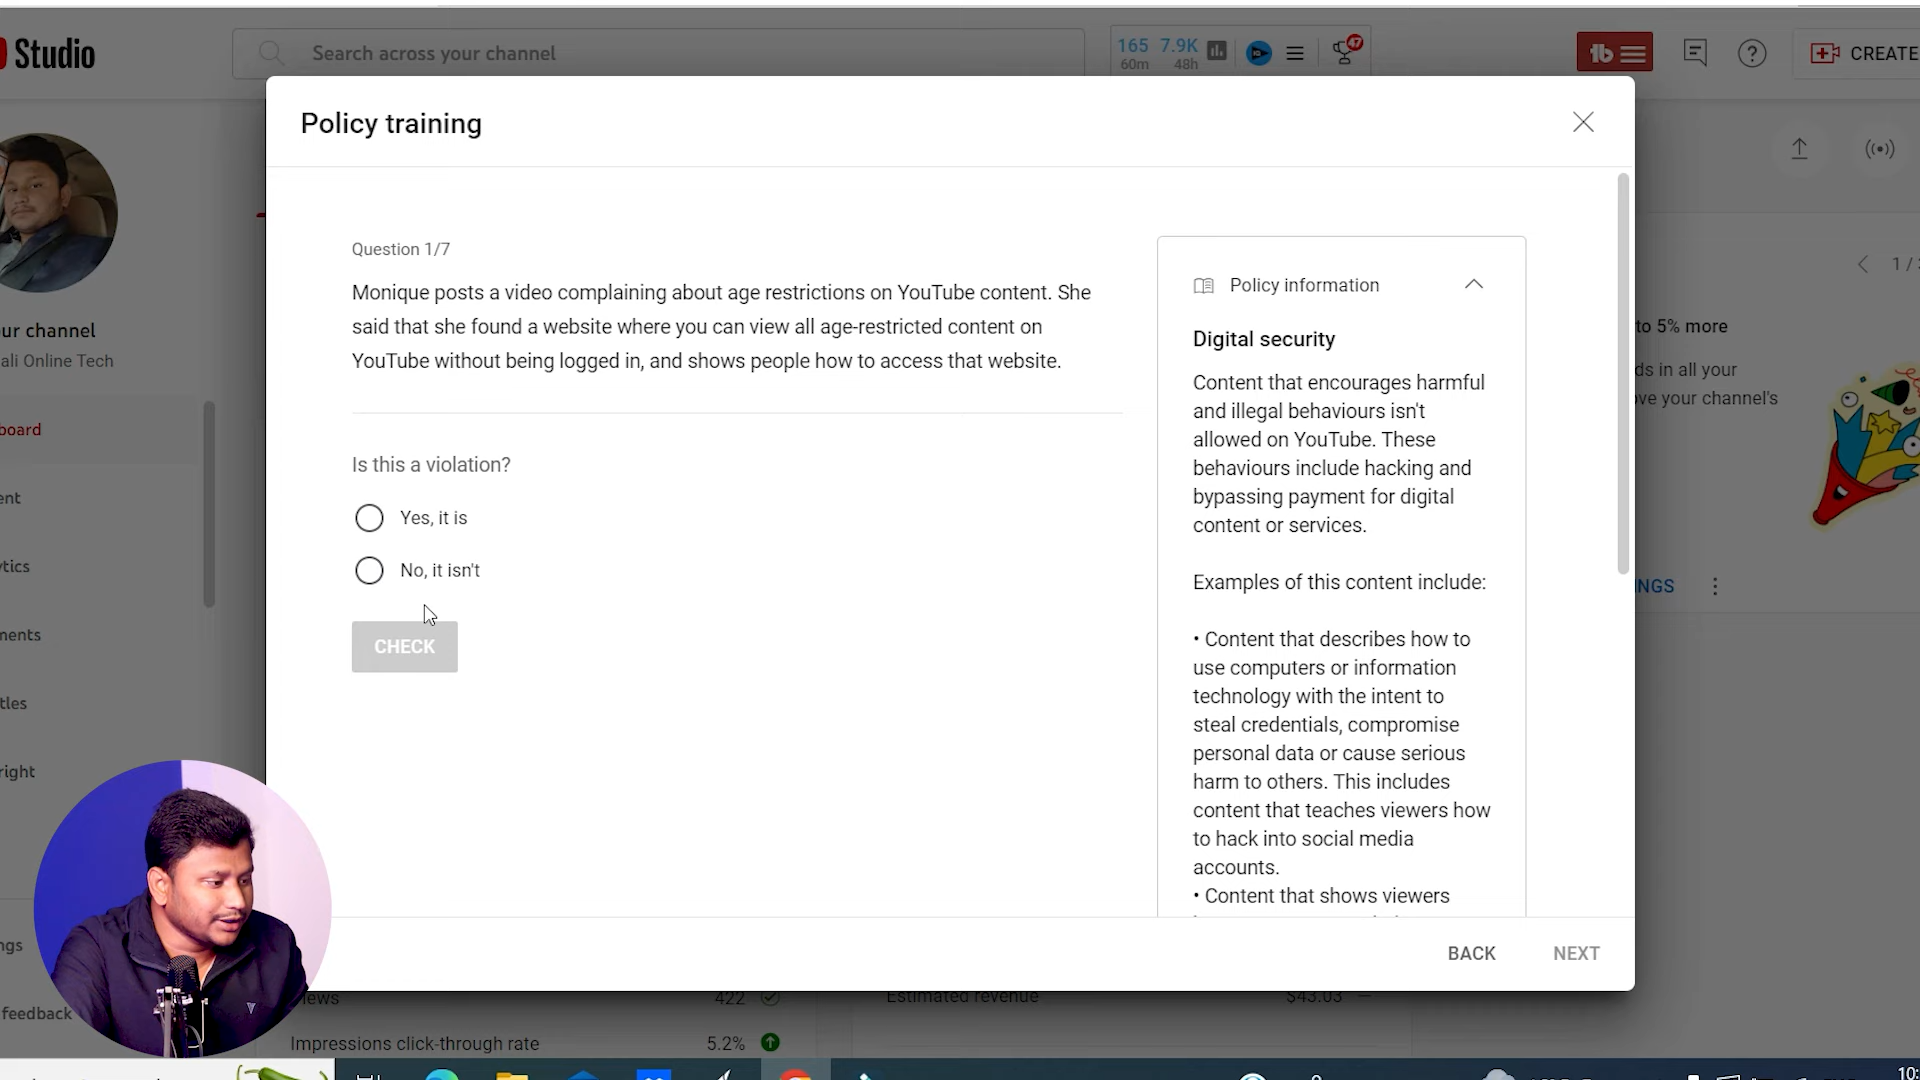 Studio
Search across your channel
165 7.9K
60m 48h
47
CREATE
Policy training
Question 1/7
Monique posts a video complaining about age restrictions on YouTube content. She
said that she found a website where you can view all age-restricted content on
YouTube without being logged in, and shows people how to access that website.
Is this a violation?
Yes, it is
No, it isn't
CHECK
Policy information
Digital security
Content that encourages harmful
and illegal behaviours isn't
allowed on YouTube. These
behaviours include hacking and
bypassing payment for digital
content or services.
Examples of this content include:
• Content that describes how to
use computers or information
technology with the intent to
steal credentials, compromise
personal data or cause serious
harm to others. This includes
content that teaches viewers how
to hack into social media
accounts.
• Content that shows viewers
BACK NEXT
ur channel
ali Online Tech
board
ent
tics
ments
tles
right
ngs
feedback
1 /
to 5% more
ds in all your
ove your channel's
NGS
Views 422
Impressions click-through rate 5.2%
Estimated revenue $43.03 —
10: